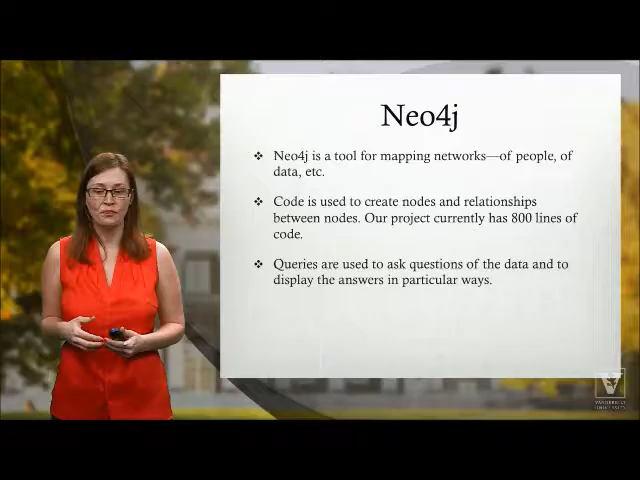 Neo4j
❖ Neo4j is a tool for mapping networks—of people, of
data, etc.
❖ Code is used to create nodes and relationships
between nodes. Our project currently has 800 lines of
code.
❖ Queries are used to ask questions of the data and to
display the answers in particular ways.
V
VANDERBILT
UNIVERSITY